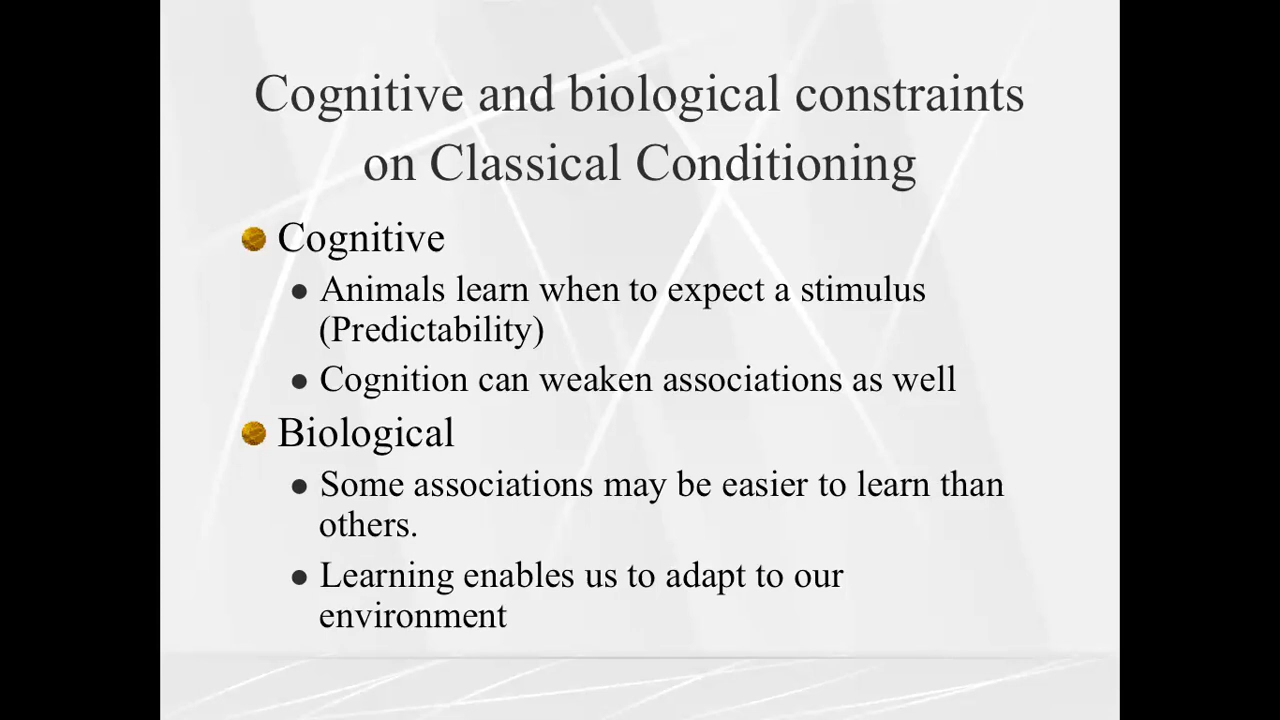 Cognitive and biological constraints
on Classical Conditioning
Cognitive
Animals learn when to expect a stimulus
(Predictability)
Cognition can weaken associations as well
Biological
Some associations may be easier to learn than
others.
Learning enables us to adapt to our
environment